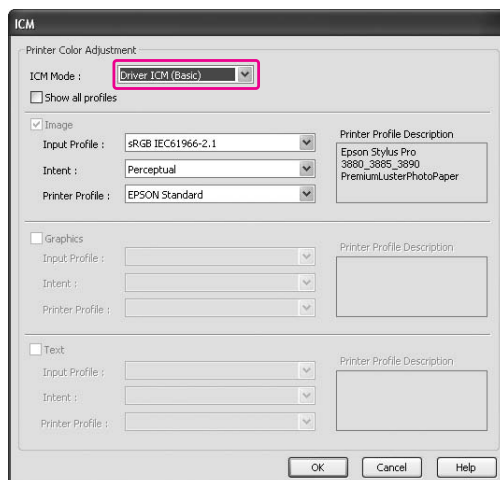 ICM
Printer Color Adjustment
ICM Mode :
Driver ICM (Basic)
Show all profiles
Image
Input Profile :
sRGB IEC61966-2.1
Intent :
Perceptual
Printer Profile :
EPSON Standard
Printer Profile Description
Epson Stylus Pro
3880_3885_3890
PremiumLusterPhotoPaper
Graphics
Input Profile :
Intent :
Printer Profile :
Printer Profile Description
Text
Input Profile :
Intent :
Printer Profile :
Printer Profile Description
OK
Cancel
Help